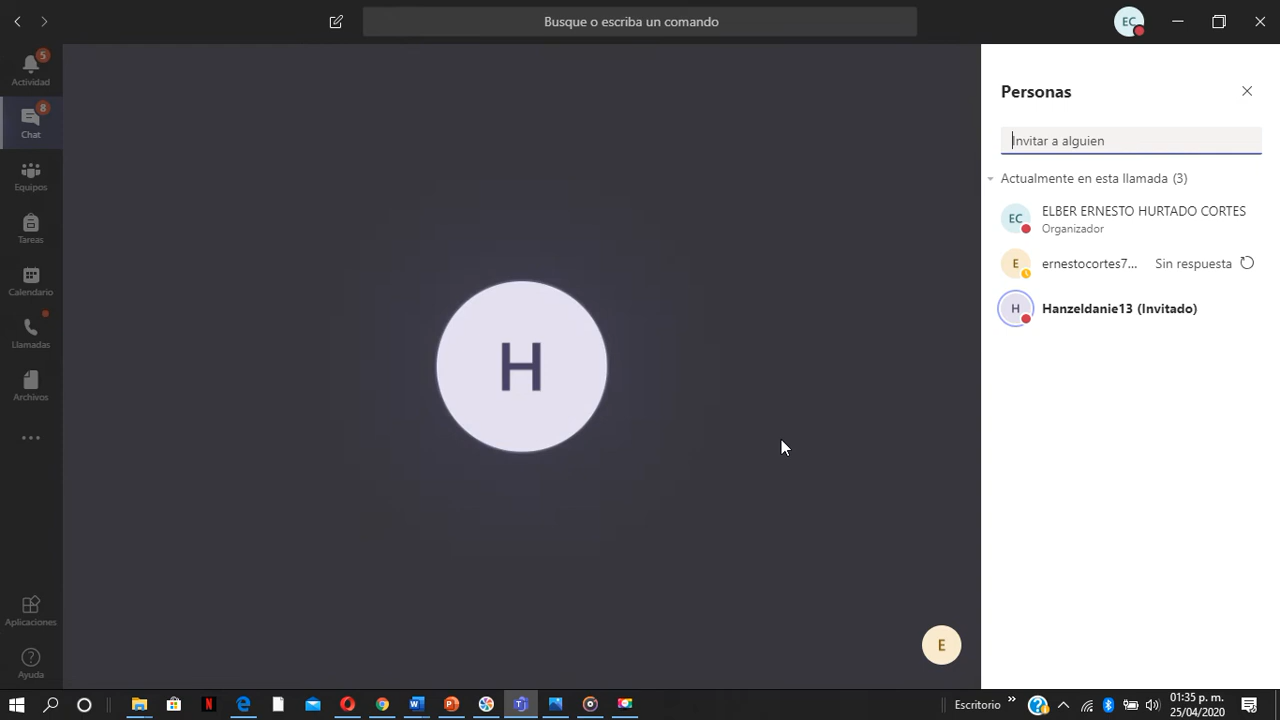 Busque o escriba un comando
EC
5
Actividad
8
Chat
Equipos
Tareas
Calendario
Llamadas
Archivos
Aplicaciones
Ayuda
H
E
Personas
Invitar a alguien
Actualmente en esta llamada (3)
EC
ELBER ERNESTO HURTADO CORTES
Organizador
E
ernestocortes7... Sin respuesta
H
Hanzeldanie13 (Invitado)
Escritorio
01:35 p. m.
25/04/2020